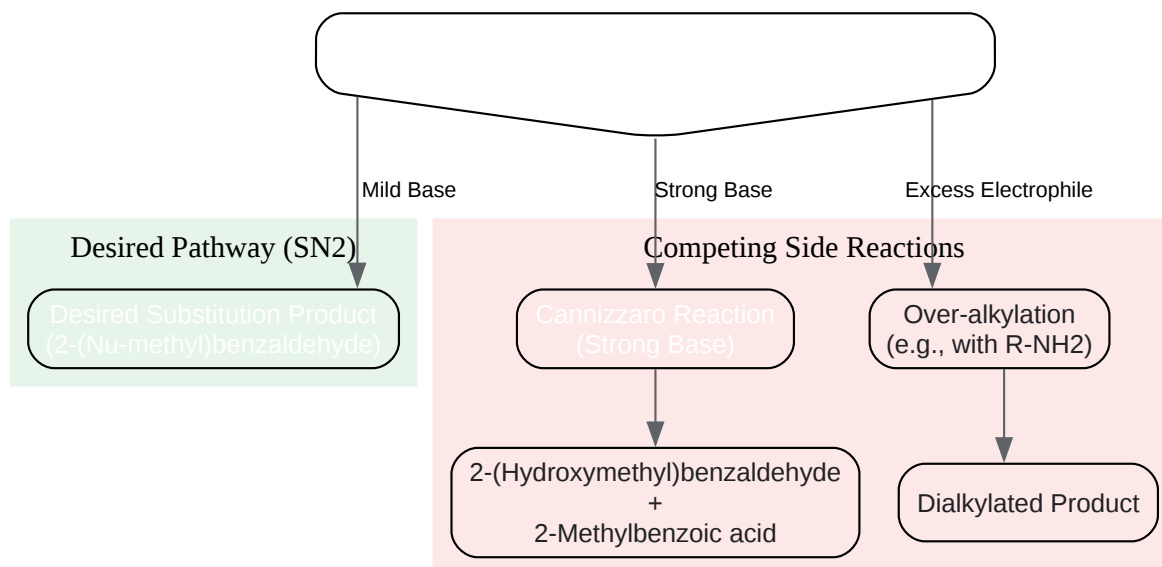 Mild Base
Strong Base
Excess Electrophile
Desired Pathway (SN2)
Competing Side Reactions
Desired Substitution Product
(2-(Nu-methyl)benzaldehyde)
Cannizzaro Reaction
(Strong Base)
Over-alkylation
(e.g., with R-NH2)
2-(Hydroxymethyl)benzaldehyde
+
2-Methylbenzoic acid
Dialkylated Product